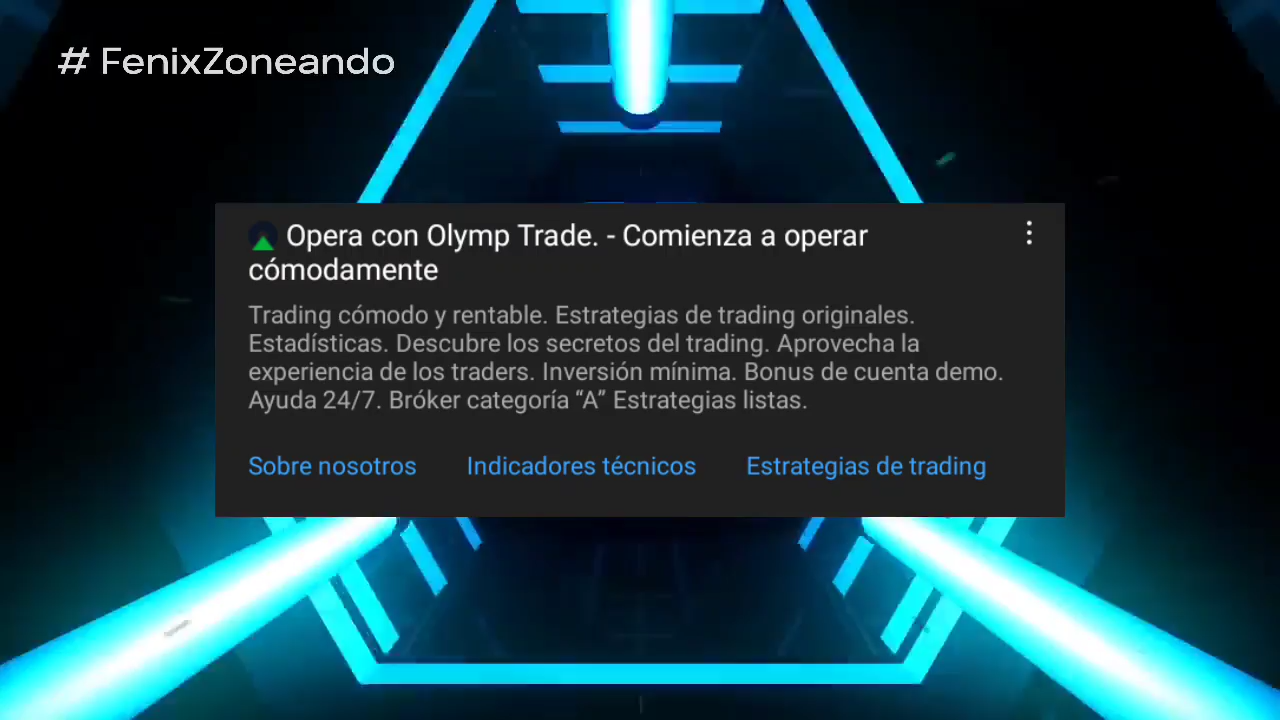 # FenixZoneando
Opera con Olymp Trade. - Comienza a operar
cómodamente
Trading cómodo y rentable. Estrategias de trading originales.
Estadísticas. Descubre los secretos del trading. Aprovecha la
experiencia de los traders. Inversión mínima. Bonus de cuenta demo.
Ayuda 24/7. Bróker categoría “A” Estrategias listas.
Sobre nosotros Indicadores técnicos Estrategias de trading